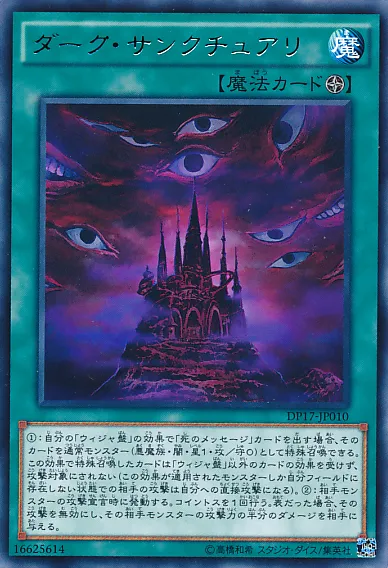 ダーク・サンクチュアリ
魔
【魔法カード】
DP17-JP010
①:自分の「ウィジャ盤」の効果で「死のメッセージ」カードを出す場合、その
カードを通常モンスター(悪魔族・闇・星1・攻/守0)として特殊召喚できる。
この効果で特殊召喚したカードは「ウィジャ盤」以外のカードの効果を受けず、
攻撃対象にされない(この効果が適用されたモンスターしか自分フィールドに
存在しない状態での相手の攻撃は自分への直接攻撃になる)。②:相手モン
スターの攻撃宣言時に発動する。コイントスを1回行う。表だった場合、その
攻撃を無効にし、その相手モンスターの攻撃力の半分のダメージを相手に
与える。
16625614
©高橋和希 スタジオ・ダイス/集英社